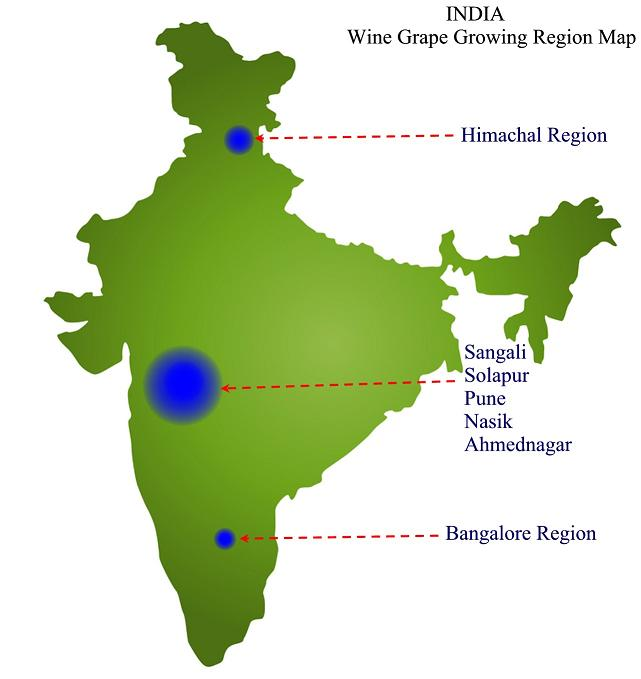 INDIA
Wine Grape Growing Region Map
Himachal Region
Sangali
Solapur
Pune
Nasik
Ahmednagar
Bangalore Region